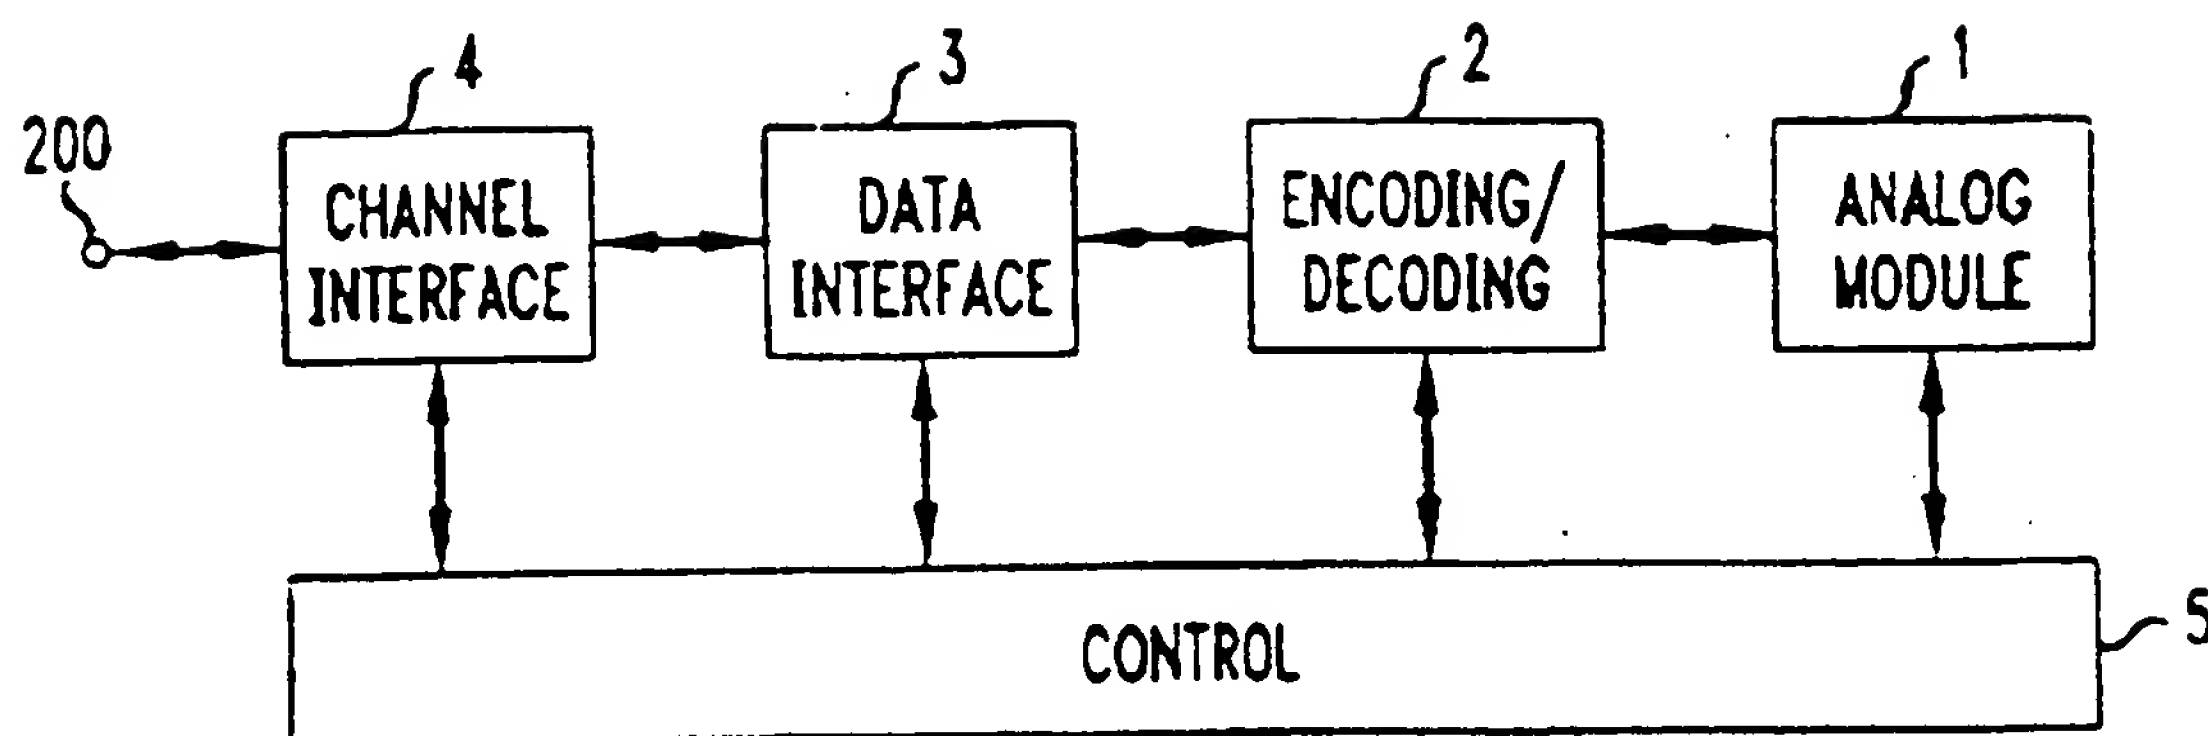 4
3
2
1
200
CHANNEL
INTERFACE
DATA
INTERFACE
ENCODING/
DECODING
ANALOG
MODULE
CONTROL
5